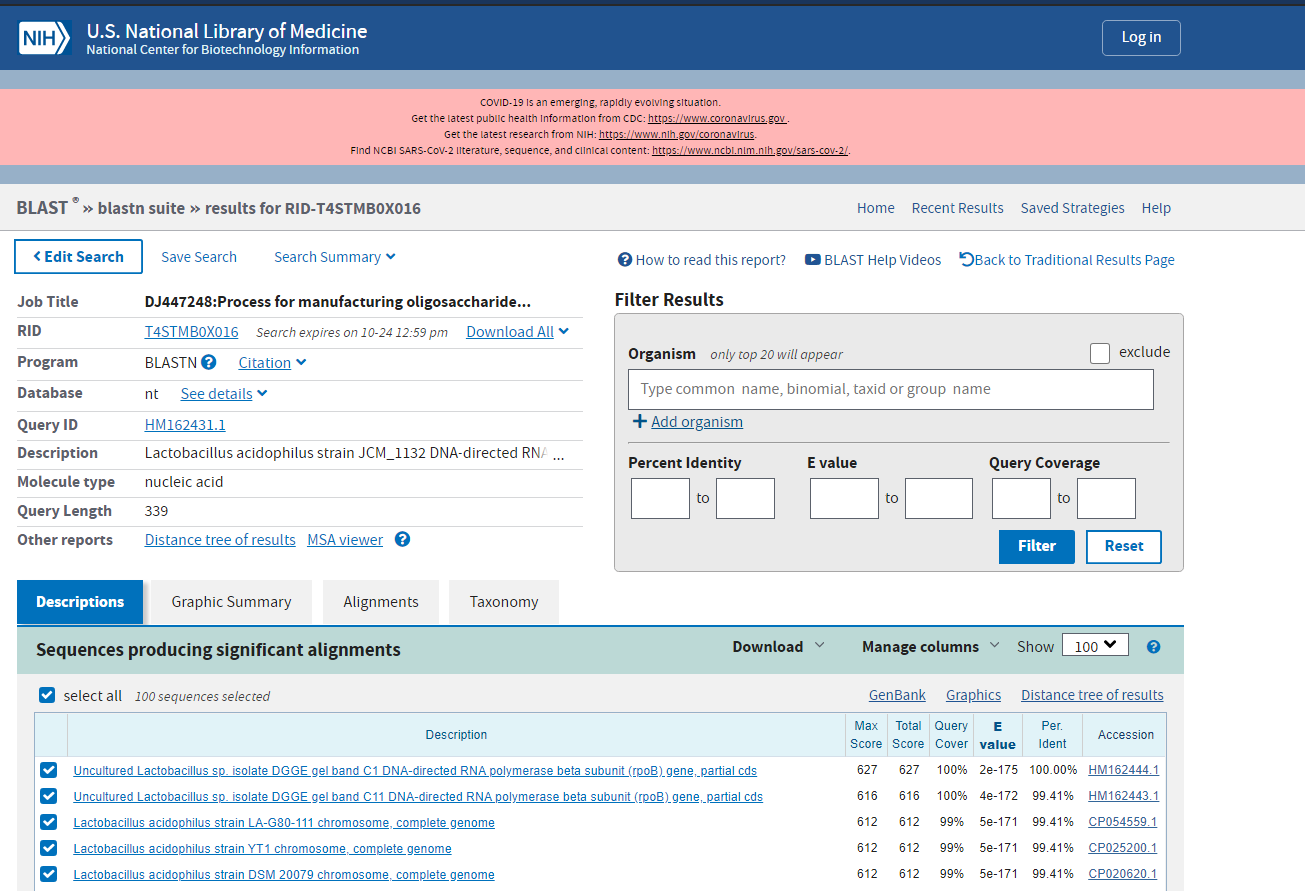 NIH
U.S. National Library of Medicine
National Center for Biotechnology Information
Log in
COVID-19 is an emerging, rapidly evolving situation.
Get the latest public health information from CDC: https://www.coronavirus.gov .
Get the latest research from NIH: https://www.nih.gov/coronavirus.
Find NCBI SARS-CoV-2 literature, sequence, and clinical content: https://www.ncbi.nlm.nih.gov/sars-cov-2/.
BLAST ® » blastn suite » results for RID-T4STMB0X016
Home Recent Results Saved Strategies Help
Edit Search Save Search Search Summary
? How to read this report? BLAST Help Videos Back to Traditional Results Page
Job Title DJ447248:Process for manufacturing oligosaccharide...
RID T4STMB0X016 Search expires on 10-24 12:59 pm Download All
Program BLASTN ? Citation
Database nt See details
Query ID HM162431.1
Description Lactobacillus acidophilus strain JCM_1132 DNA-directed RNA ...
Molecule type nucleic acid
Query Length 339
Other reports Distance tree of results MSA viewer ?
Filter Results
Organism only top 20 will appear exclude
Type common name, binomial, taxid or group name
+ Add organism
Percent Identity E value Query Coverage
to to to
Filter Reset
Descriptions Graphic Summary Alignments Taxonomy
Sequences producing significant alignments Download Manage columns Show 100 ?
select all 100 sequences selected GenBank Graphics Distance tree of results
Description Max Score Total Score Query Cover E value Per. Ident Accession
Uncultured Lactobacillus sp. isolate DGGE gel band C1 DNA-directed RNA polymerase beta subunit (rpoB) gene, partial cds 627 627 100% 2e-175 100.00% HM162444.1
Uncultured Lactobacillus sp. isolate DGGE gel band C11 DNA-directed RNA polymerase beta subunit (rpoB) gene, partial cds 616 616 100% 4e-172 99.41% HM162443.1
Lactobacillus acidophilus strain LA-G80-111 chromosome, complete genome 612 612 99% 5e-171 99.41% CP054559.1
Lactobacillus acidophilus strain YT1 chromosome, complete genome 612 612 99% 5e-171 99.41% CP025200.1
Lactobacillus acidophilus strain DSM 20079 chromosome, complete genome 612 612 99% 5e-171 99.41% CP020620.1